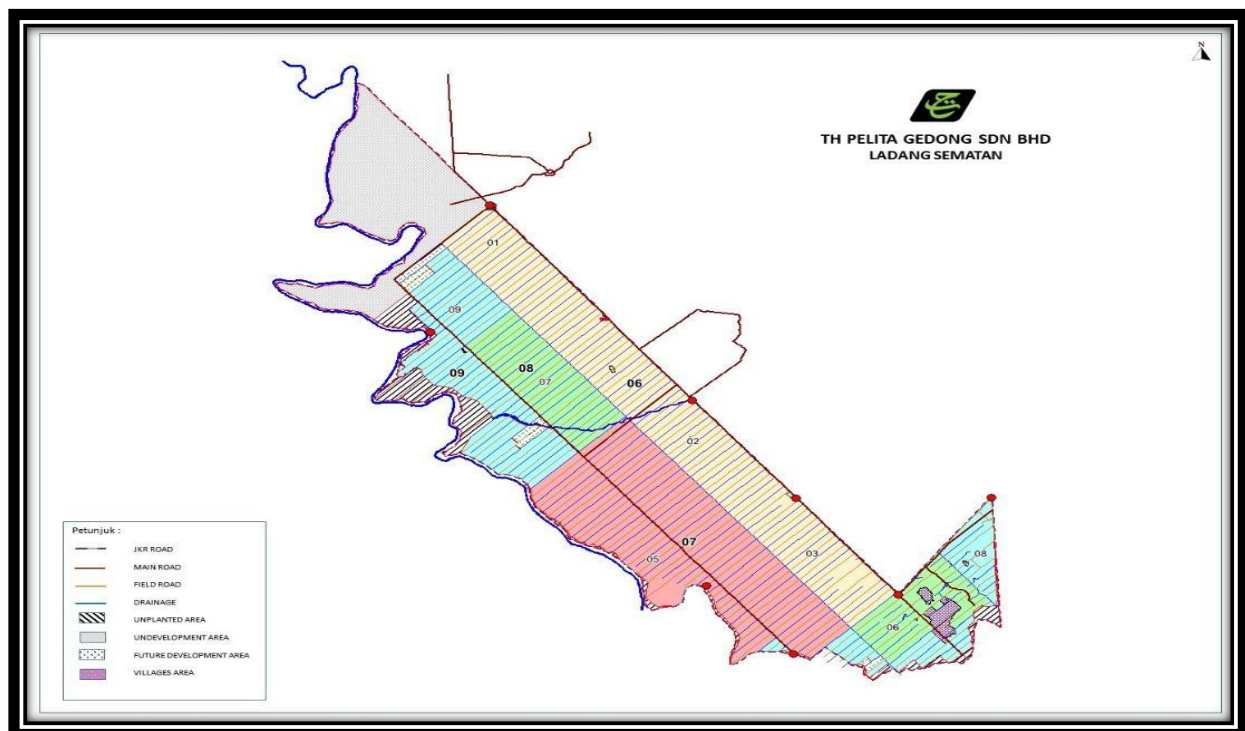 N
TH PELITA GEDONG SDN BHD
LADANG SEMATAN
01
09
09
08
07
06
02
07
05
03
08
06
Petunjuk :
JKR ROAD
MAIN ROAD
FIELD ROAD
DRAINAGE
UNPLANTED AREA
UNDEVELOPMENT AREA
FUTURE DEVELOPMENT AREA
VILLAGES AREA